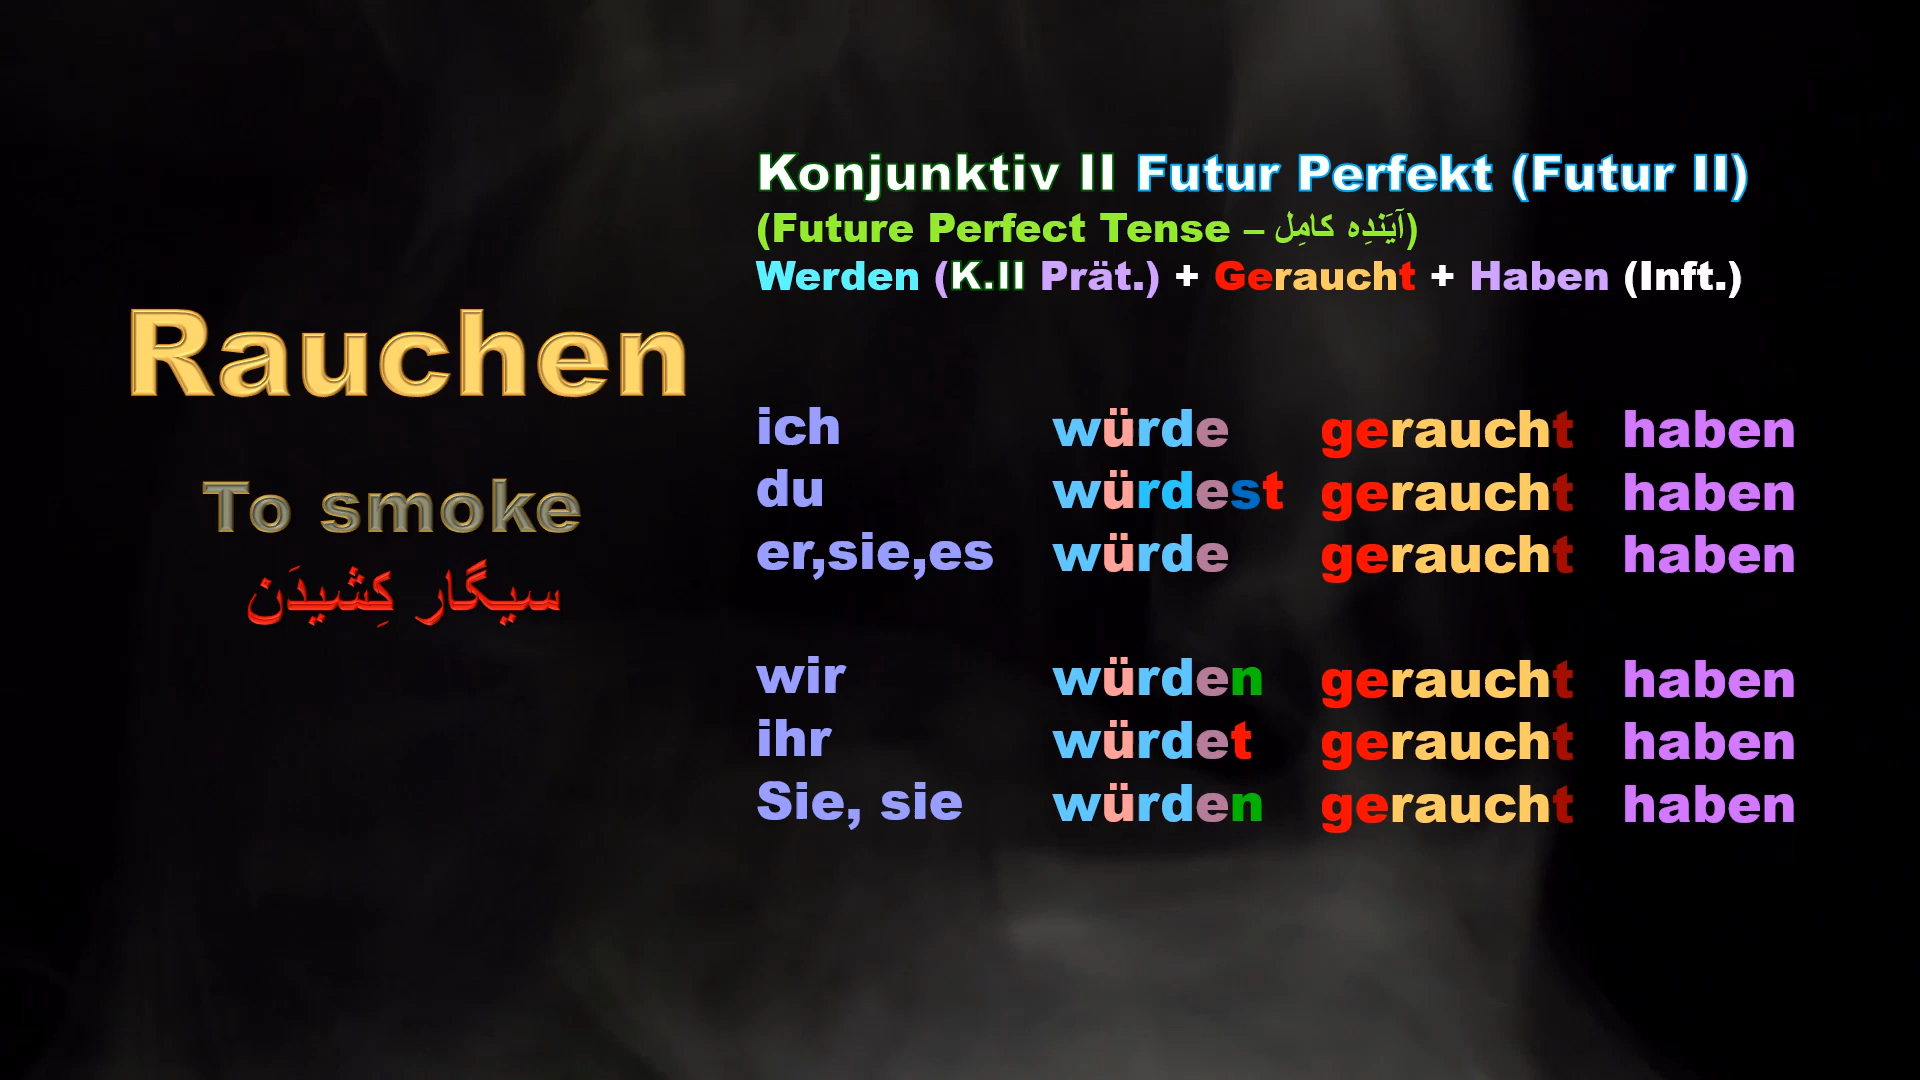 Rauchen
To smoke
سیگار کِشیدَن
Konjunktiv II Futur Perfekt (Futur II)
(Future Perfect Tense – آیَندِه کامِل)
Werden (K.II Prät.) + Geraucht + Haben (Inft.)
ich würde geraucht haben
du würdest geraucht haben
er,sie,es würde geraucht haben
wir würden geraucht haben
ihr würdet geraucht haben
Sie, sie würden geraucht haben